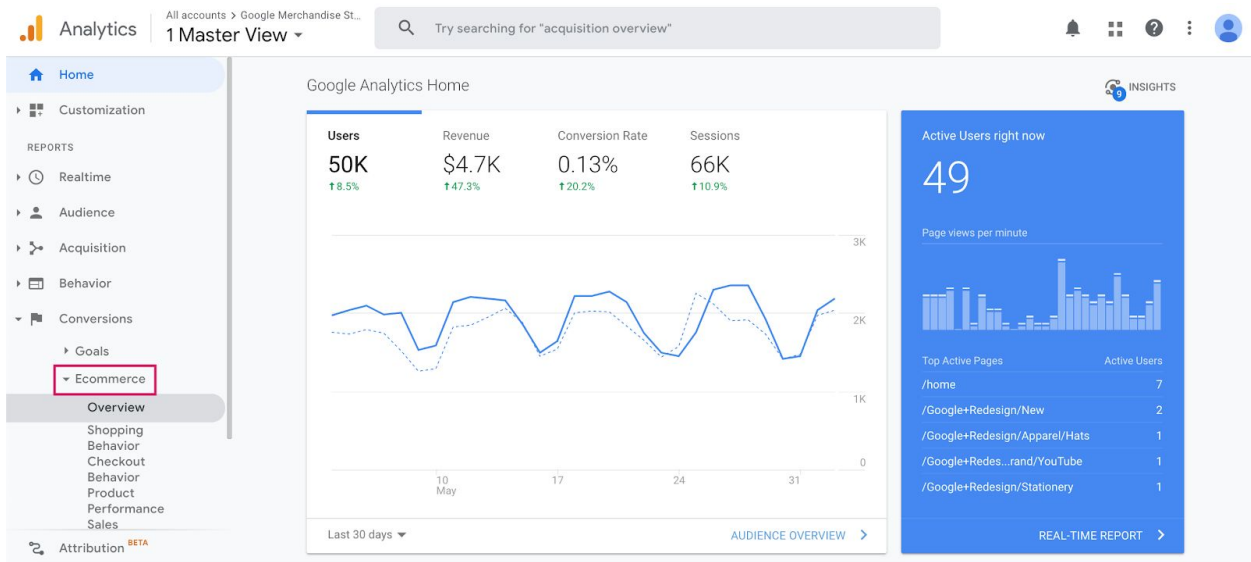 Analytics
All accounts > Google Merchandise St...
1 Master View
Try searching for "acquisition overview"
Home
Customization
REPORTS
Realtime
Audience
Acquisition
Behavior
Conversions
Goals
Ecommerce
Overview
Shopping
Behavior
Checkout
Behavior
Product
Performance
Sales
Attribution BETA
Google Analytics Home
9 INSIGHTS
Users Revenue Conversion Rate Sessions
50K $4.7K 0.13% 66K
↑8.5% ↑47.3% ↑20.2% ↑10.9%
3K
2K
1K
0
10 17 24 31
May
Last 30 days
AUDIENCE OVERVIEW
Active Users right now
49
Page views per minute
Top Active Pages Active Users
/home 7
/Google+Redesign/New 2
/Google+Redesign/Apparel/Hats 1
/Google+Redes...rand/YouTube 1
/Google+Redesign/Stationery 1
REAL-TIME REPORT